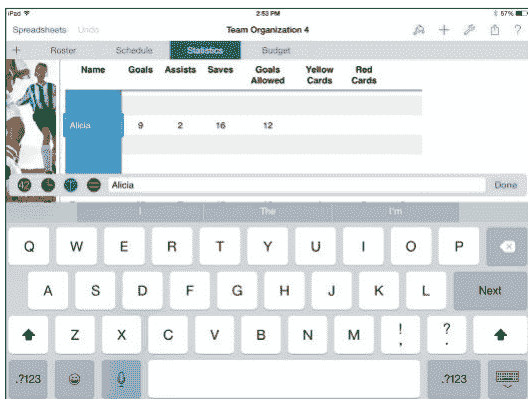 iPad 2:53 PM 57%
Spreadsheets Undo Team Organization 4 ?
+ Roster Schedule Statistics Budget
Name Goals Assists Saves Goals Allowed Yellow Cards Red Cards
Alicia 9 2 16 12
42 T = Alicia Done
I The I'm
Q W E R T Y U I O P
A S D F G H J K L Next
Z X C V B N M ! , ? .
.?123 .?123